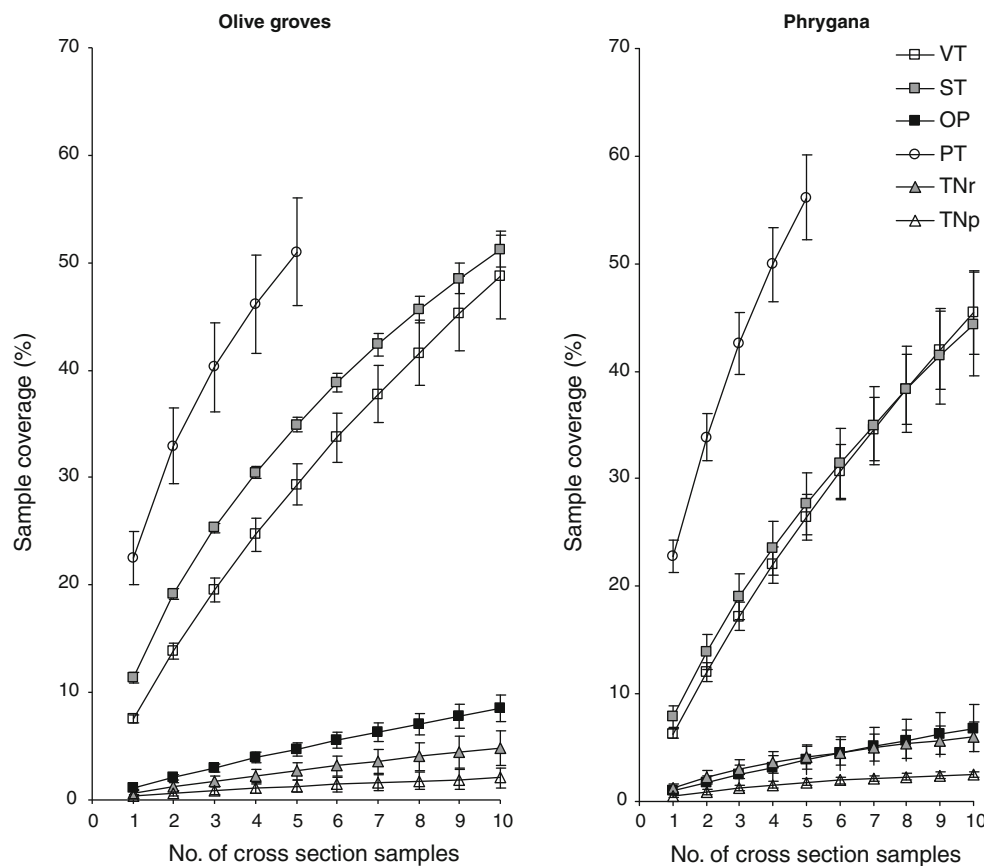 Olive groves
Phrygana
70
60
50
40
30
20
10
0
Sample coverage (%)
0 1 2 3 4 5 6 7 8 9 10
No. of cross section samples
70
60
50
40
30
20
10
0
Sample coverage (%)
0 1 2 3 4 5 6 7 8 9 10
No. of cross section samples
VT
ST
OP
PT
TNr
TNp